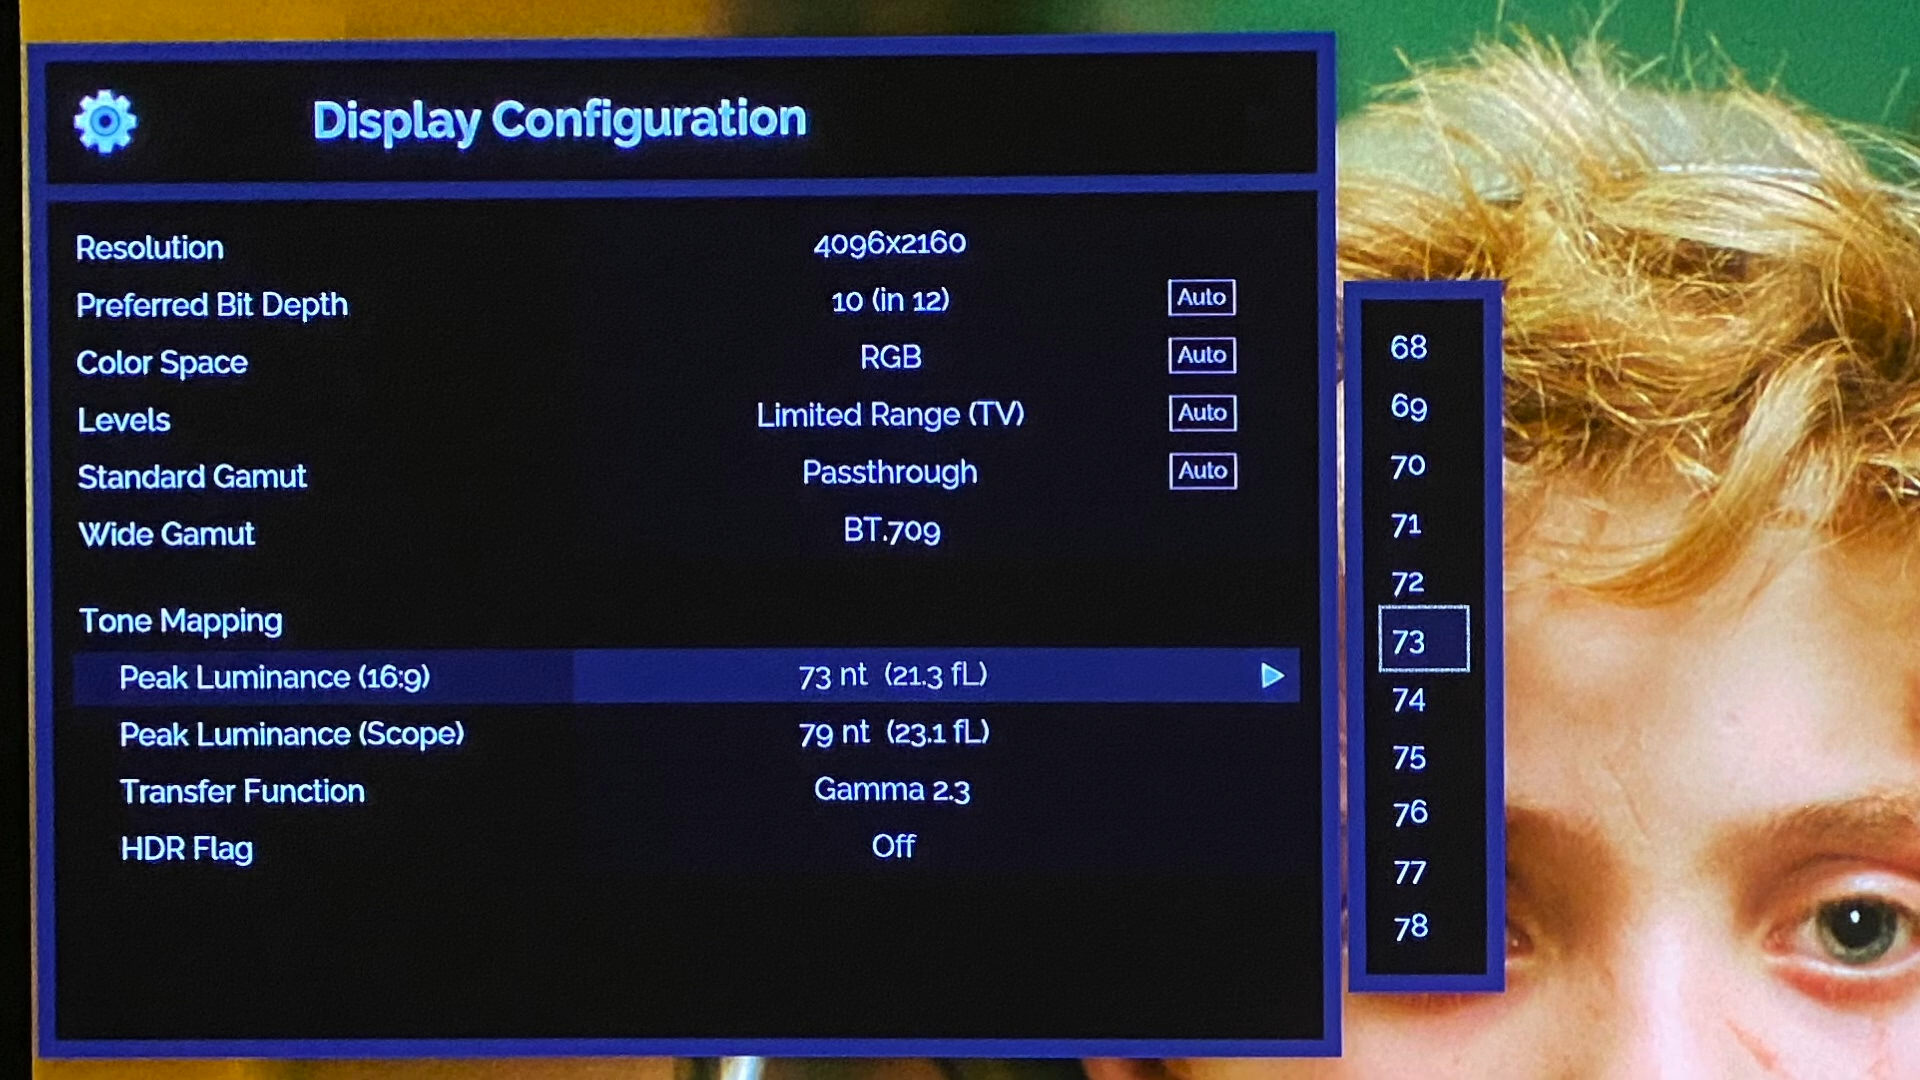 Display Configuration
Resolution 4096x2160
Preferred Bit Depth 10 (in 12) Auto
Color Space RGB Auto
Levels Limited Range (TV) Auto
Standard Gamut Passthrough Auto
Wide Gamut BT.709
Tone Mapping
Peak Luminance (16:9) 73 nt (21.3 fL)
Peak Luminance (Scope) 79 nt (23.1 fL)
Transfer Function Gamma 2.3
HDR Flag Off
68
69
70
71
72
73
74
75
76
77
78